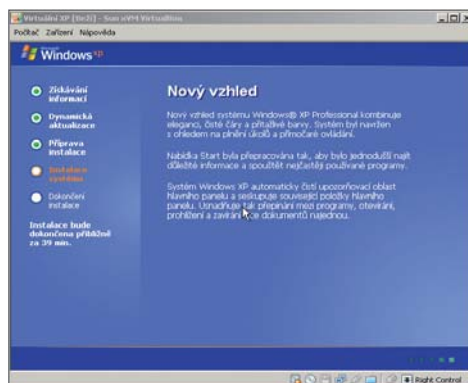 Virtuální XP [Běží] - Sun xVM VirtualBox
Počítač Zařízení Nápověda
Microsoft
Windows xp
Získávání
informací
Dynamická
aktualizace
Příprava
instalace
Instalace
systému
Dokončení
instalace
Instalace bude
dokončena přibližně
za 39 min.
Nový vzhled
Nový vzhled systému Windows® XP Professional kombinuje
eleganci, čisté čáry a přitažlivé barvy. Systém byl navržen
s ohledem na plnění úkolů a přímočaré ovládání.
Nabídka Start byla přepracována tak, aby bylo jednodušší najít
důležité informace a spouštět nejčastěji používané programy.
Systém Windows XP automaticky čistí upozorňovací oblast
hlavního panelu a seskupuje související položky hlavního
panelu. Usnadňuje tak přepínání mezi programy, otevírání,
prohlížení a zavírání více dokumentů najednou.
Right Control